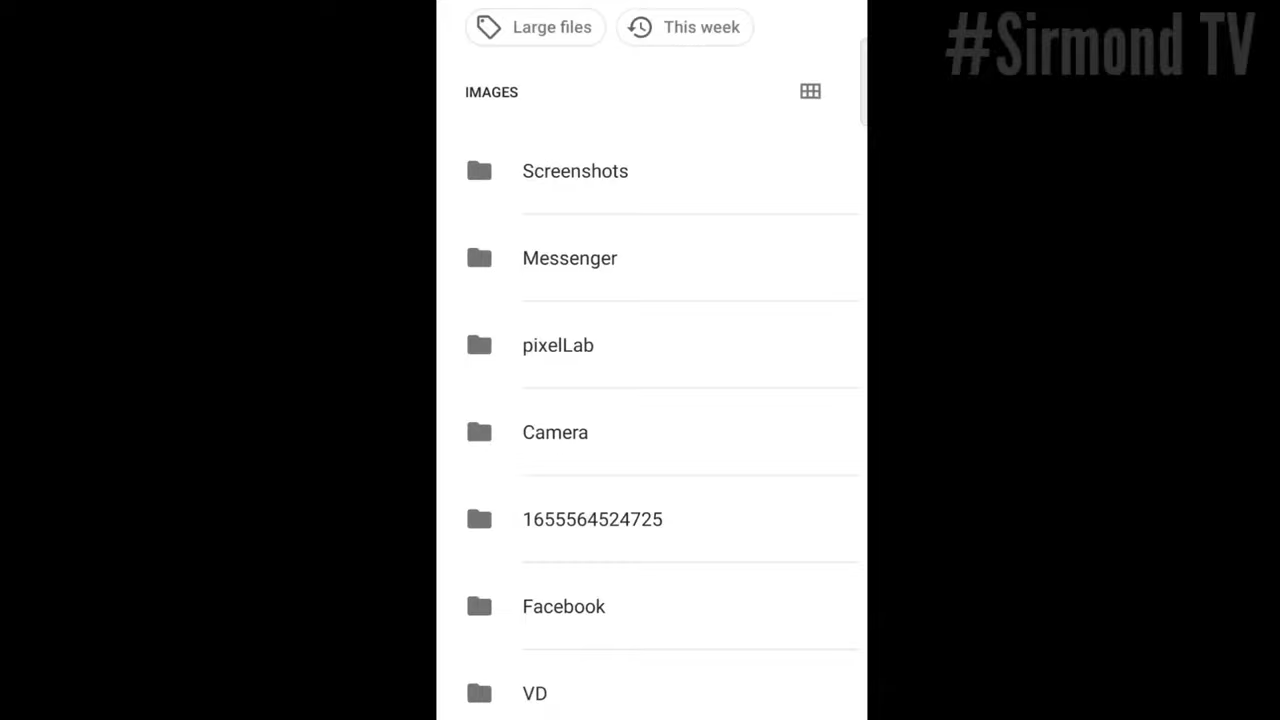 #Sirmond TV
Large files
This week
IMAGES
Screenshots
Messenger
pixelLab
Camera
1655564524725
Facebook
VD